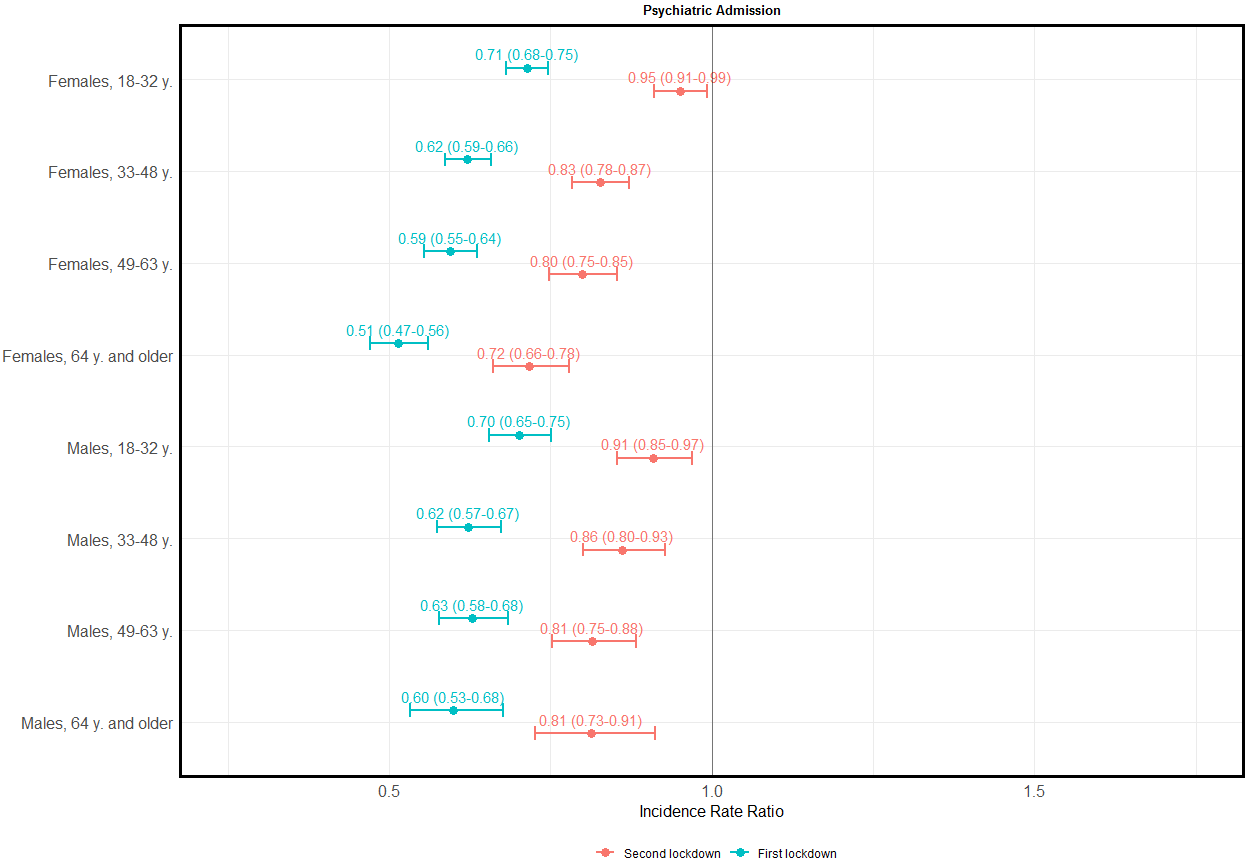 Psychiatric Admission
0.71 (0.68-0.75)
Females, 18-32 y.
0.95 (0.91-0.99)
0.62 (0.59-0.66)
Females, 33-48 y.
0.83 (0.78-0.87)
0.59 (0.55-0.64)
Females, 49-63 y.
0.80 (0.75-0.85)
0.51 (0.47-0.56)
Females, 64 y. and older
0.72 (0.66-0.78)
0.70 (0.65-0.75)
Males, 18-32 y.
0.91 (0.85-0.97)
0.62 (0.57-0.67)
Males, 33-48 y.
0.86 (0.80-0.93)
0.63 (0.58-0.68)
Males, 49-63 y.
0.81 (0.75-0.88)
0.60 (0.53-0.68)
Males, 64 y. and older
0.81 (0.73-0.91)
0.5 1.0 1.5
Incidence Rate Ratio
Second lockdown First lockdown